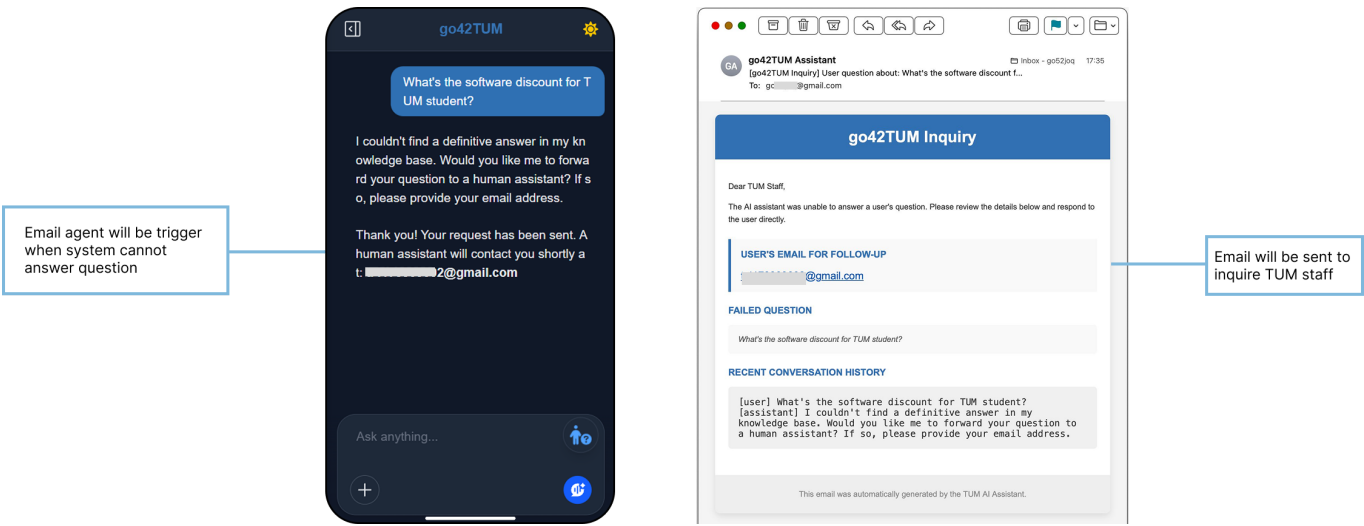 go42TUM
What's the software discount for T
UM student?
I couldn't find a definitive answer in my kn
owledge base. Would you like me to forwa
rd your question to a human assistant? If s
o, please provide your email address.
Thank you! Your request has been sent. A
human assistant will contact you shortly a
t: 2@gmail.com
Ask anything...
Email agent will be trigger
when system cannot
answer question
GA
go42TUM Assistant
Inbox - go52joq 17:35
[go42TUM Inquiry] User question about: What's the software discount f...
To: gc @gmail.com
go42TUM Inquiry
Dear TUM Staff,
The AI assistant was unable to answer a user's question. Please review the details below and respond to
the user directly.
USER'S EMAIL FOR FOLLOW-UP
@gmail.com
FAILED QUESTION
What's the software discount for TUM student?
RECENT CONVERSATION HISTORY
[user] What's the software discount for TUM student?
[assistant] I couldn't find a definitive answer in my
knowledge base. Would you like me to forward your question to
a human assistant? If so, please provide your email address.
This email was automatically generated by the TUM AI Assistant.
Email will be sent to
inquire TUM staff